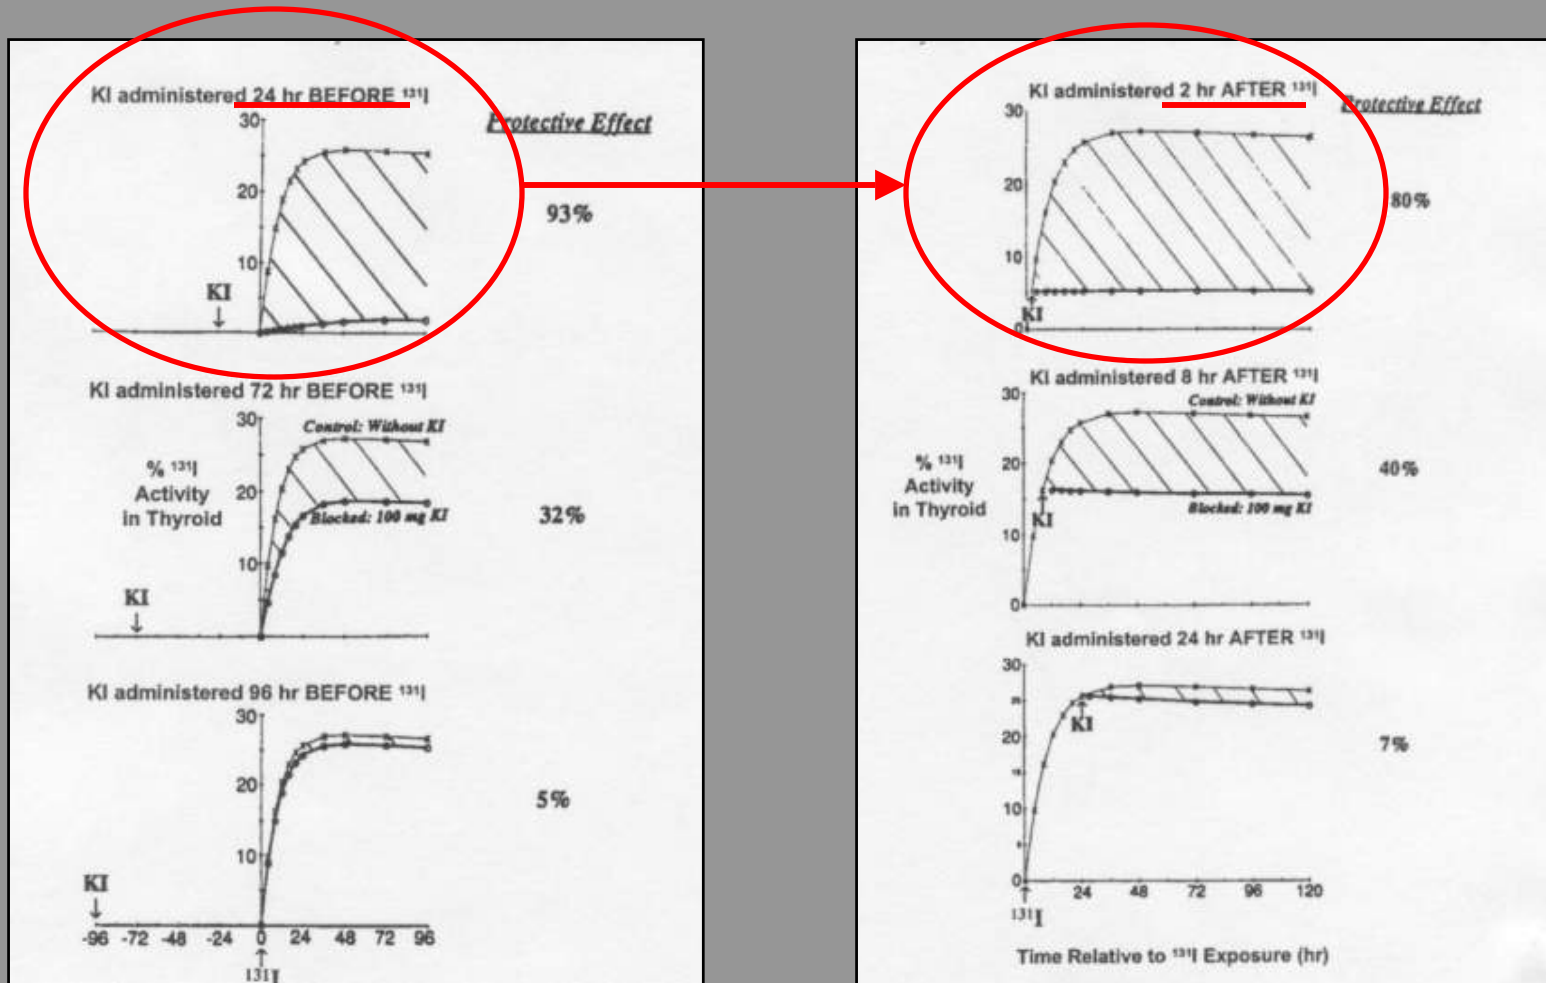 KI administered 24 hr BEFORE ¹³¹I
Protective Effect
30
20
10
KI
93%
KI administered 72 hr BEFORE ¹³¹I
30
Control: Without KI
% ¹³¹I
Activity
in Thyroid
20
Blocked: 100 mg KI
32%
10
KI
KI administered 96 hr BEFORE ¹³¹I
30
20
10
5%
KI
-96 -72 -48 -24 0 24 48 72 96
131I
KI administered 2 hr AFTER ¹³¹I
Protective Effect
30
20
10
0
KI
80%
KI administered 8 hr AFTER ¹³¹I
30
Control: Without KI
% ¹³¹I
Activity
in Thyroid
20
Blocked: 100 mg KI
40%
KI
10
0
KI administered 24 hr AFTER ¹³¹I
30
20
KI
7%
10
0
24 48 72 96 120
131I
Time Relative to ¹³¹I Exposure (hr)